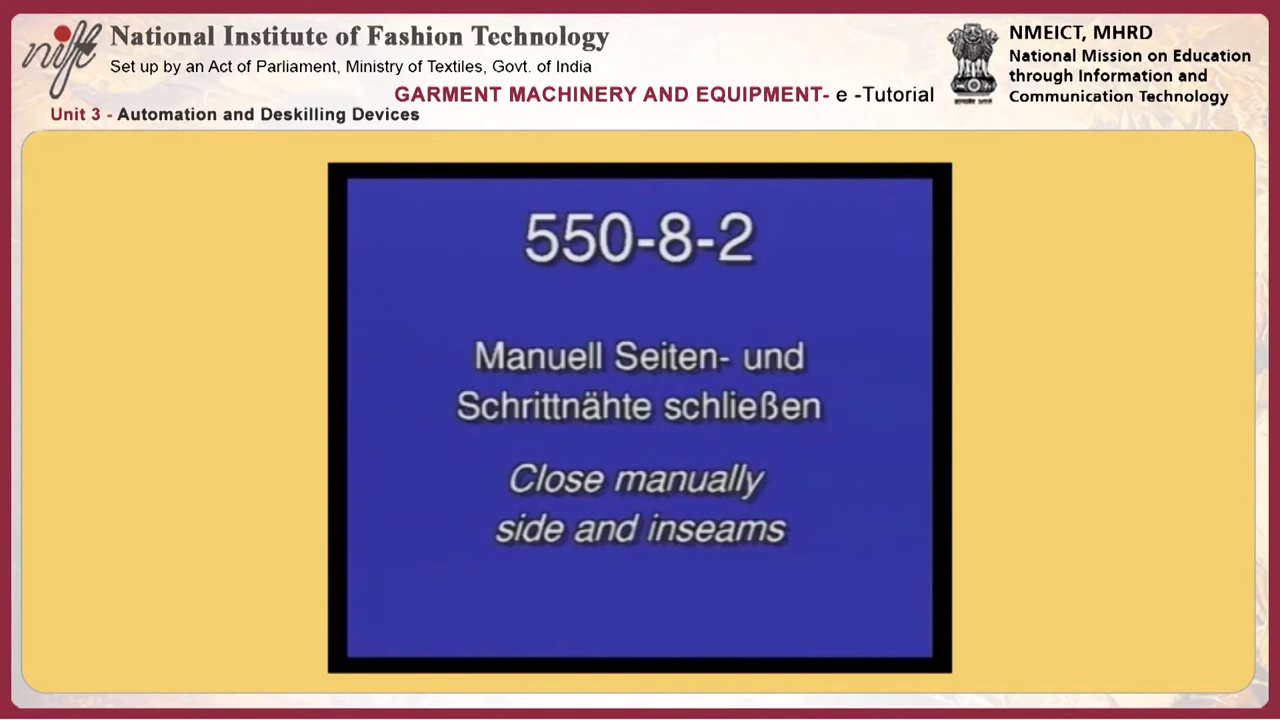 nift
National Institute of Fashion Technology
Set up by an Act of Parliament, Ministry of Textiles, Govt. of India
GARMENT MACHINERY AND EQUIPMENT- e -Tutorial
Unit 3 - Automation and Deskilling Devices
NMEICT, MHRD
National Mission on Education
through Information and
Communication Technology
550-8-2
Manuell Seiten- und
Schrittnähte schließen
Close manually
side and inseams